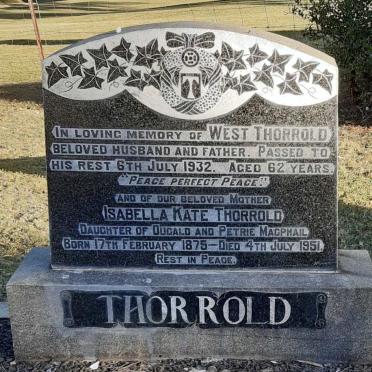 IN LOVING MEMORY OF WEST THORROLD
BELOVED HUSBAND AND FATHER. PASSED TO
HIS REST 6TH JULY 1932. AGED 62 YEARS.
"PEACE PERFECT PEACE"
AND OF OUR BELOVED MOTHER
ISABELLA KATE THORROLD
DAUGHTER OF DUGALD AND PETRIE MACPHAIL
BORN 17TH FEBRUARY 1875 – DIED 4TH JULY 1951.
REST IN PEACE.
THORROLD